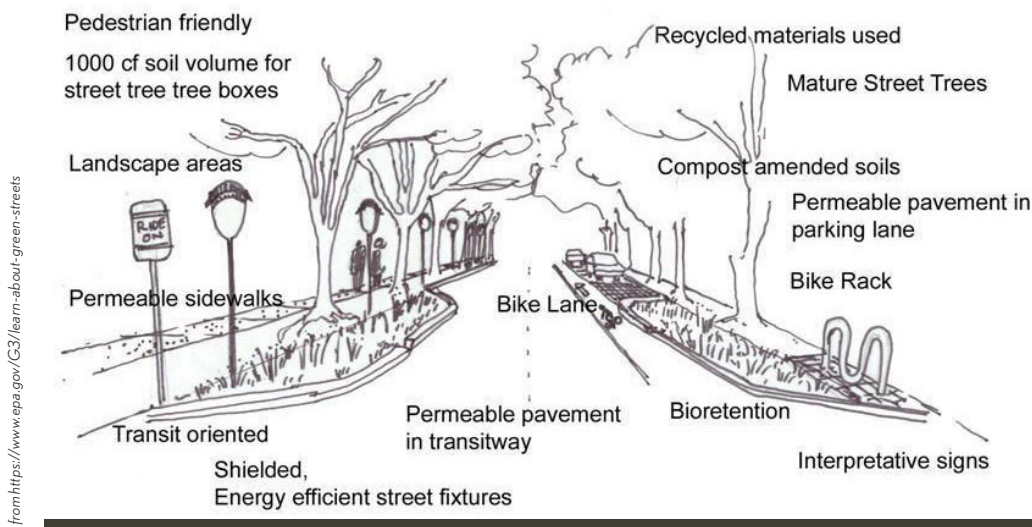 Pedestrian friendly
1000 cf soil volume for
street tree tree boxes
Landscape areas
RIDE
ON
Permeable sidewalks
Transit oriented
Shielded,
Energy efficient street fixtures
Permeable pavement
in transitway
Bike Lane
Recycled materials used
Mature Street Trees
Compost amended soils
Permeable pavement in
parking lane
Bike Rack
Bioretention
Interpretative signs
fromhttps://www.epa.gov/G3/learn-about-green-streets